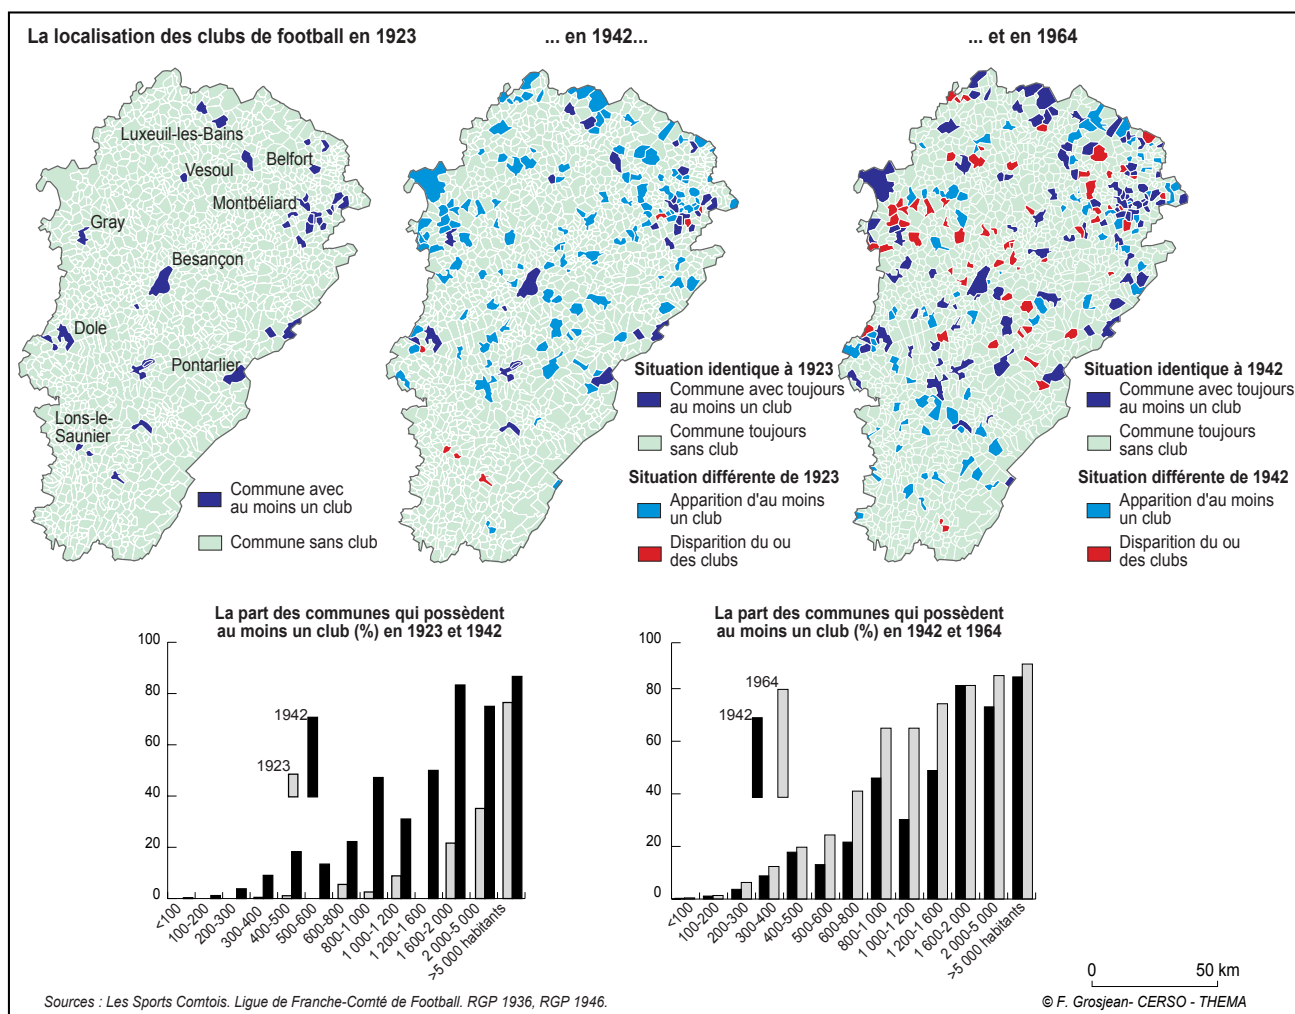 La localisation des clubs de football en 1923
... en 1942...
... et en 1964
Luxeuil-les-Bains
Vesoul
Belfort
Montbéliard
Gray
Besançon
Dole
Pontarlier
Lons-le-
Saunier
Commune avec
au moins un club
Commune sans club
Situation identique à 1923
Commune avec toujours
au moins un club
Commune toujours
sans club
Situation différente de 1923
Apparition d'au moins
un club
Disparition du ou
des clubs
Situation identique à 1942
Commune avec toujours
au moins un club
Commune toujours
sans club
Situation différente de 1942
Apparition d'au moins
un club
Disparition du ou
des clubs
La part des communes qui possèdent
au moins un club (%) en 1923 et 1942
100
80
60
40
20
0
1942
1923
<100
100-200
200-300
300-400
400-500
500-600
600-800
800-1 000
1 000-1 200
1 200-1 600
1 600-2 000
2 000-5 000
>5 000 habitants
La part des communes qui possèdent
au moins un club (%) en 1942 et 1964
100
80
60
40
20
0
1964
1942
<100
100-200
200-300
300-400
400-500
500-600
600-800
800-1 000
1 000-1 200
1 200-1 600
1 600-2 000
2 000-5 000
>5 000 habitants
0 50 km
Sources : Les Sports Comtois. Ligue de Franche-Comté de Football. RGP 1936, RGP 1946.
© F. Grosjean- CERSO - THEMA